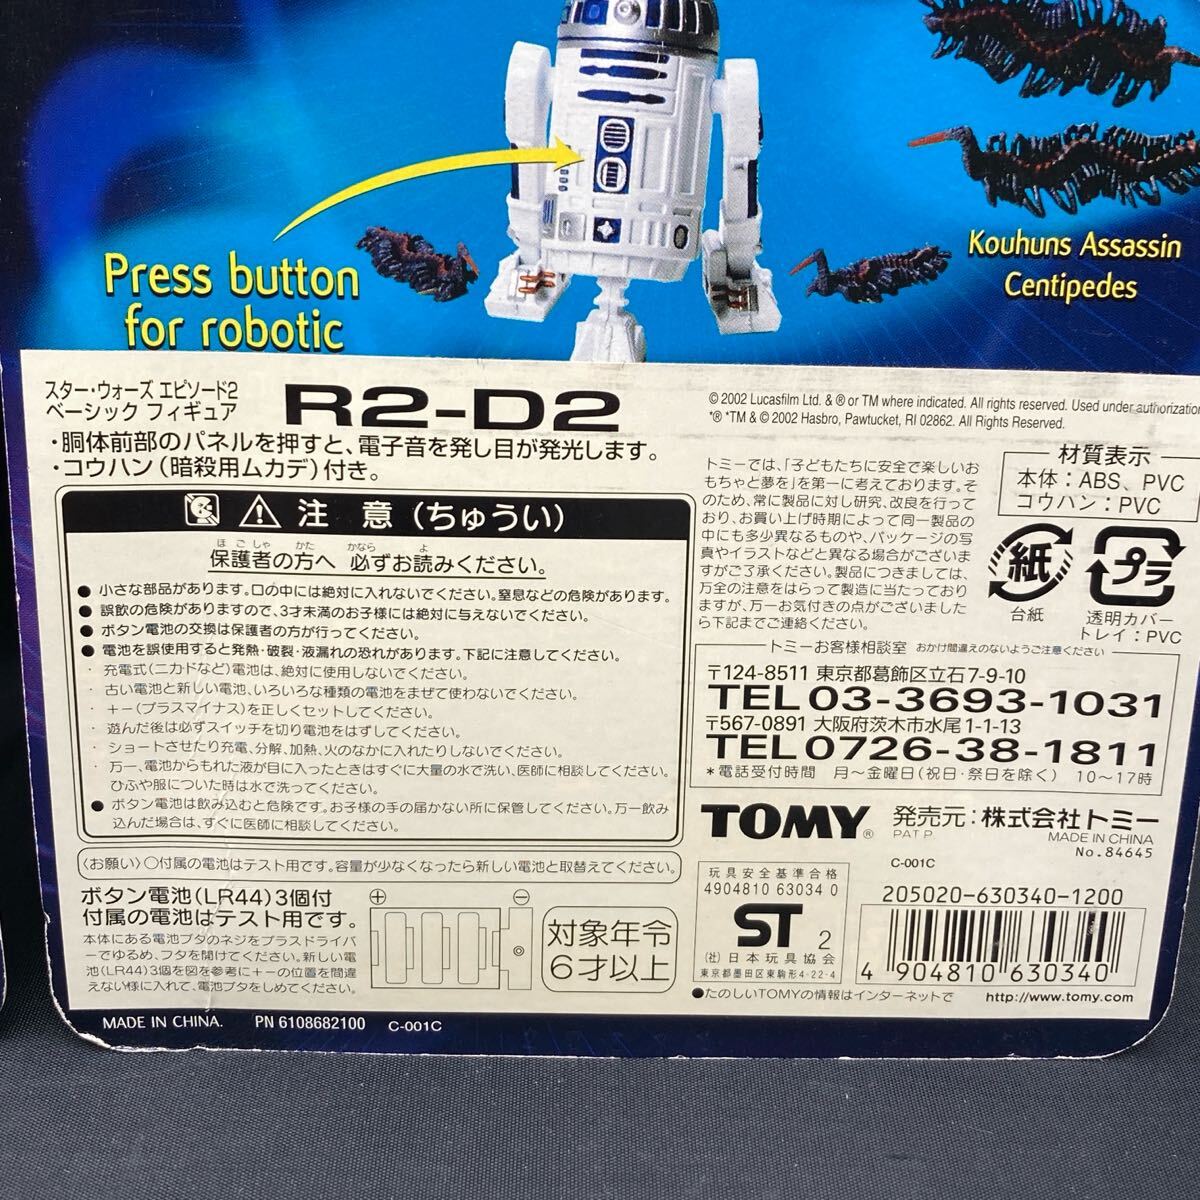 Kouhuns Assassin
Centipedes
Press button
for robotic
スター・ウォーズ エピソード2
ベーシック フィギュア
R2-D2
・胴体前部のパネルを押すと、電子音を発し目が発光します。
・コウハン(暗殺用ムカデ)付き。
注 意(ちゅうい)
ほごしゃ かた かなら よ
保護者の方へ 必ずお読みください。
● 小さな部品があります。口の中には絶対に入れないでください。窒息などの危険があります。
● 誤飲の危険がありますので、3才未満のお子様には絶対に与えないでください。
● ボタン電池の交換は保護者の方が行ってください。
● 電池を誤使用すると発熱・破裂・液漏れの恐れがあります。下記に注意してください。
・ 充電式(ニカドなど)電池は、絶対に使用しないでください。
・ 古い電池と新しい電池、いろいろな種類の電池をまぜて使わないでください。
・ +-(プラスマイナス)を正しくセットしてください。
・ 遊んだ後は必ずスイッチを切り電池をはずしてください。
・ ショートさせたり充電、分解、加熱、火のなかに入れたりしないでください。
・ 万一、電池からもれた液が目に入ったときはすぐに大量の水で洗い、医師に相談してください。
ひふや服についた時は水で洗ってください。
● ボタン電池は飲み込むと危険です。お子様の手の届かない所に保管してください。万一飲み
込んだ場合は、すぐに医師に相談してください。
〈お願い〉○付属の電池はテスト用です。容量が少なくなったら新しい電池と取替えてください。
ボタン電池(LR44)3個付
付属の電池はテスト用です。
本体にある電池ブタのネジをプラスドライバ
ーでゆるめ、フタを開けてください。新しい電
池(LR44)3個を図を参考に+-の位置を間違
えない様に入れて、電池ブタをしめてください。
+ -
対象年令
6才以上
© 2002 Lucasfilm Ltd. & ® or TM where indicated. All rights reserved. Used under authorization
*® *TM & © 2002 Hasbro, Pawtucket, RI 02862. All Rights Reserved.
トミーでは、「子どもたちに安全で楽しいお
もちゃと夢を」を第一に考えております。そ
のため、常に製品に対し研究、改良を行って
おり、お買い上げ時期によって同一製品の
中にも多少異なるものや、パッケージの写
真やイラストなどと異なる場合がございま
すがご了承ください。製品につきましては、
万全の注意をはらって製造に当たっており
ますが、万一お気付きの点がございました
ら下記までご連絡ください。
材質表示
本体：ABS、PVC
コウハン：PVC
紙
台紙
プラ
透明カバー
トレイ：PVC
トミーお客様相談室 おかけ間違えのないようご注意ください
〒124-8511 東京都葛飾区立石7-9-10
TEL 03-3693-1031
〒567-0891 大阪府茨木市水尾1-1-13
TEL 0726-38-1811
*電話受付時間 月～金曜日(祝日・祭日を除く) 10～17時
TOMY®
発売元：株式会社トミー
PAT P. MADE IN CHINA
No.84645
C-001C
玩具安全基準合格
4904810 63034 0
ST 2
(社)日本玩具協会
東京都墨田区東駒形4-22-4
205020-630340-1200
4 904810 630340
●たのしいTOMYの情報はインターネットで http://www.tomy.com
MADE IN CHINA. PN 6108682100 C-001C